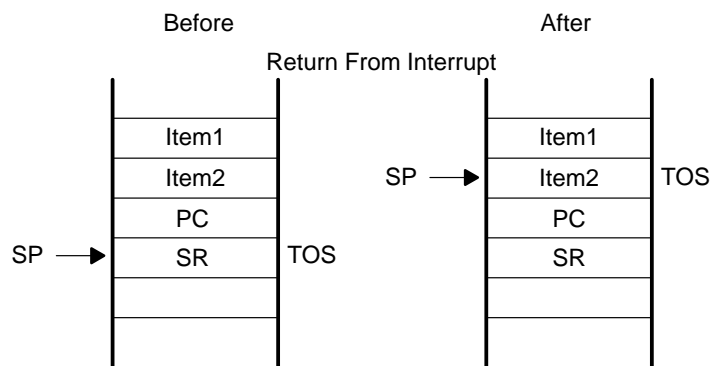 Before After
Return From Interrupt
Item1 Item1
Item2 SP Item2 TOS
PC PC
SP SR TOS SR